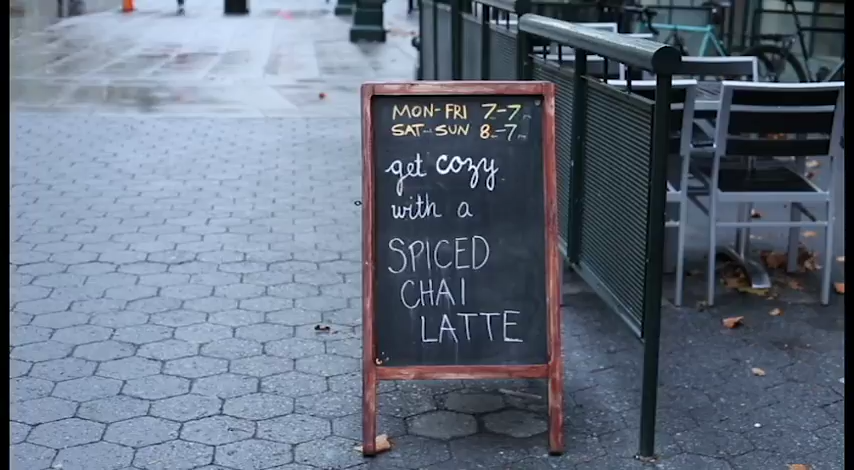 MON-FRI 7-7
SAT-SUN 8-7
get cozy
with a
SPICED
CHAI
LATTE